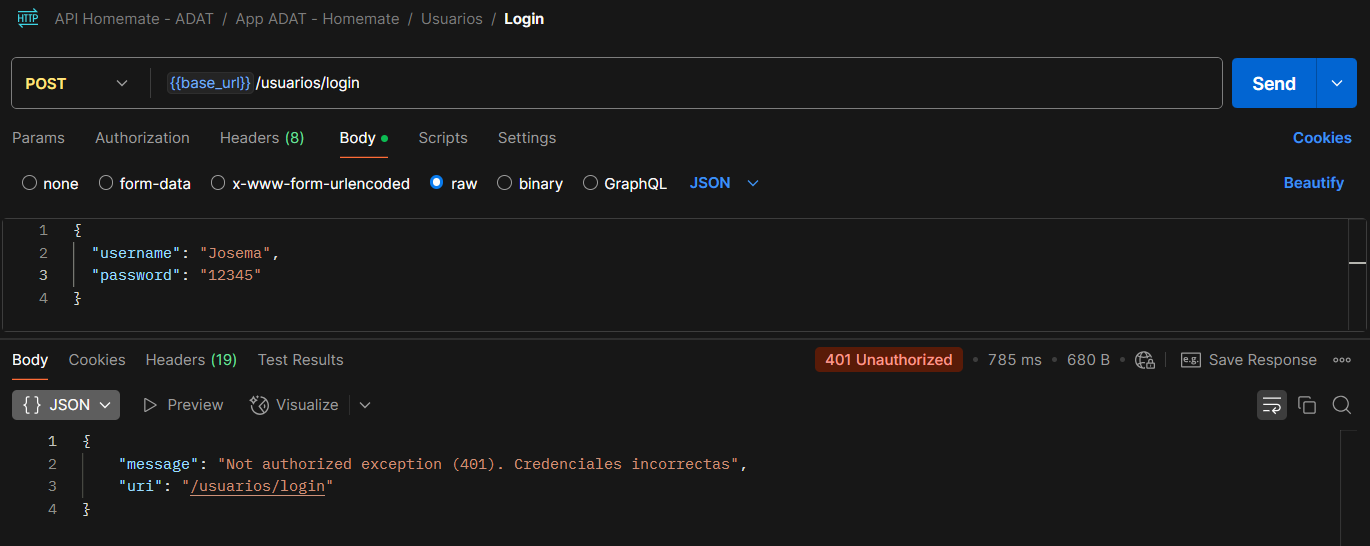 HTTP API Homemate - ADAT / App ADAT - Homemate / Usuarios / Login
POST {{base_url}}/usuarios/login Send
Params Authorization Headers (8) Body Scripts Settings Cookies
none form-data x-www-form-urlencoded raw binary GraphQL JSON Beautify
1 {
2 "username": "Josema",
3 "password": "12345"
4 }
Body Cookies Headers (19) Test Results 401 Unauthorized 785 ms 680 B e.g. Save Response
{} JSON Preview Visualize
1 {
2 "message": "Not authorized exception (401). Credenciales incorrectas",
3 "uri": "/usuarios/login"
4 }